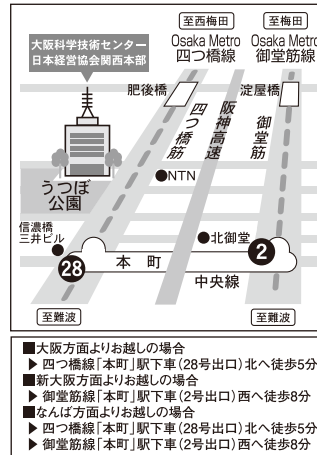 至西梅田
至梅田
Osaka Metro
四つ橋線
Osaka Metro
御堂筋線
大阪科学技術センター
日本経営協会関西本部
肥後橋
淀屋橋
四つ橋筋
阪神高速
御堂筋
NTN
うつぼ
公園
信濃橋
三井ビル
北御堂
28
本町
2
中央線
至難波
至難波
■大阪方面よりお越しの場合
▶ 四つ橋線「本町」駅下車(28号出口)北へ徒歩5分
■新大阪方面よりお越しの場合
▶ 御堂筋線「本町」駅下車(2号出口)西へ徒歩8分
■なんば方面よりお越しの場合
▶ 四つ橋線「本町」駅下車(28号出口)北へ徒歩5分
▶ 御堂筋線「本町」駅下車(2号出口)西へ徒歩8分